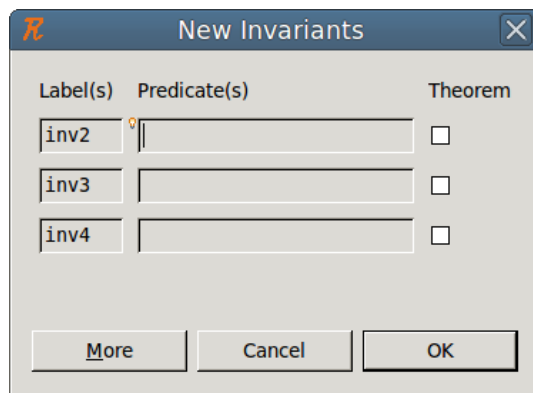 New Invariants
Label(s) Predicate(s) Theorem
inv2
inv3
inv4
More Cancel OK